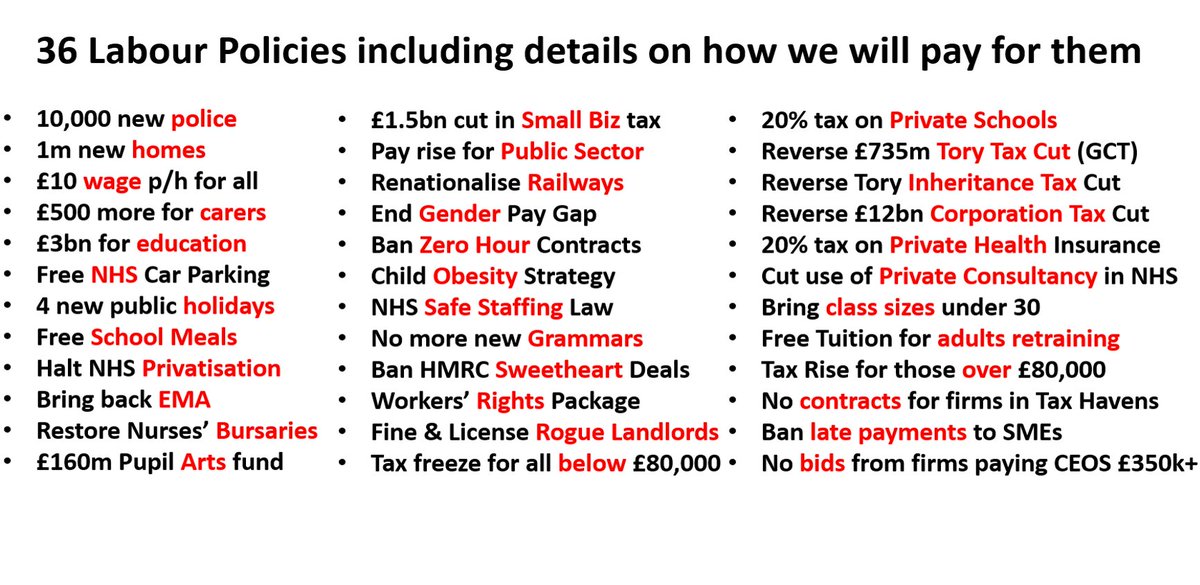 36 Labour Policies including details on how we will pay for them
• 10,000 new police
• 1m new homes
• £10 wage p/h for all
• £500 more for carers
• £3bn for education
• Free NHS Car Parking
• 4 new public holidays
• Free School Meals
• Halt NHS Privatisation
• Bring back EMA
• Restore Nurses’ Bursaries
• £160m Pupil Arts fund
• £1.5bn cut in Small Biz tax
• Pay rise for Public Sector
• Renationalise Railways
• End Gender Pay Gap
• Ban Zero Hour Contracts
• Child Obesity Strategy
• NHS Safe Staffing Law
• No more new Grammars
• Ban HMRC Sweetheart Deals
• Workers’ Rights Package
• Fine & License Rogue Landlords
• Tax freeze for all below £80,000
• 20% tax on Private Schools
• Reverse £735m Tory Tax Cut (GCT)
• Reverse Tory Inheritance Tax Cut
• Reverse £12bn Corporation Tax Cut
• 20% tax on Private Health Insurance
• Cut use of Private Consultancy in NHS
• Bring class sizes under 30
• Free Tuition for adults retraining
• Tax Rise for those over £80,000
• No contracts for firms in Tax Havens
• Ban late payments to SMEs
• No bids from firms paying CEOS £350k+